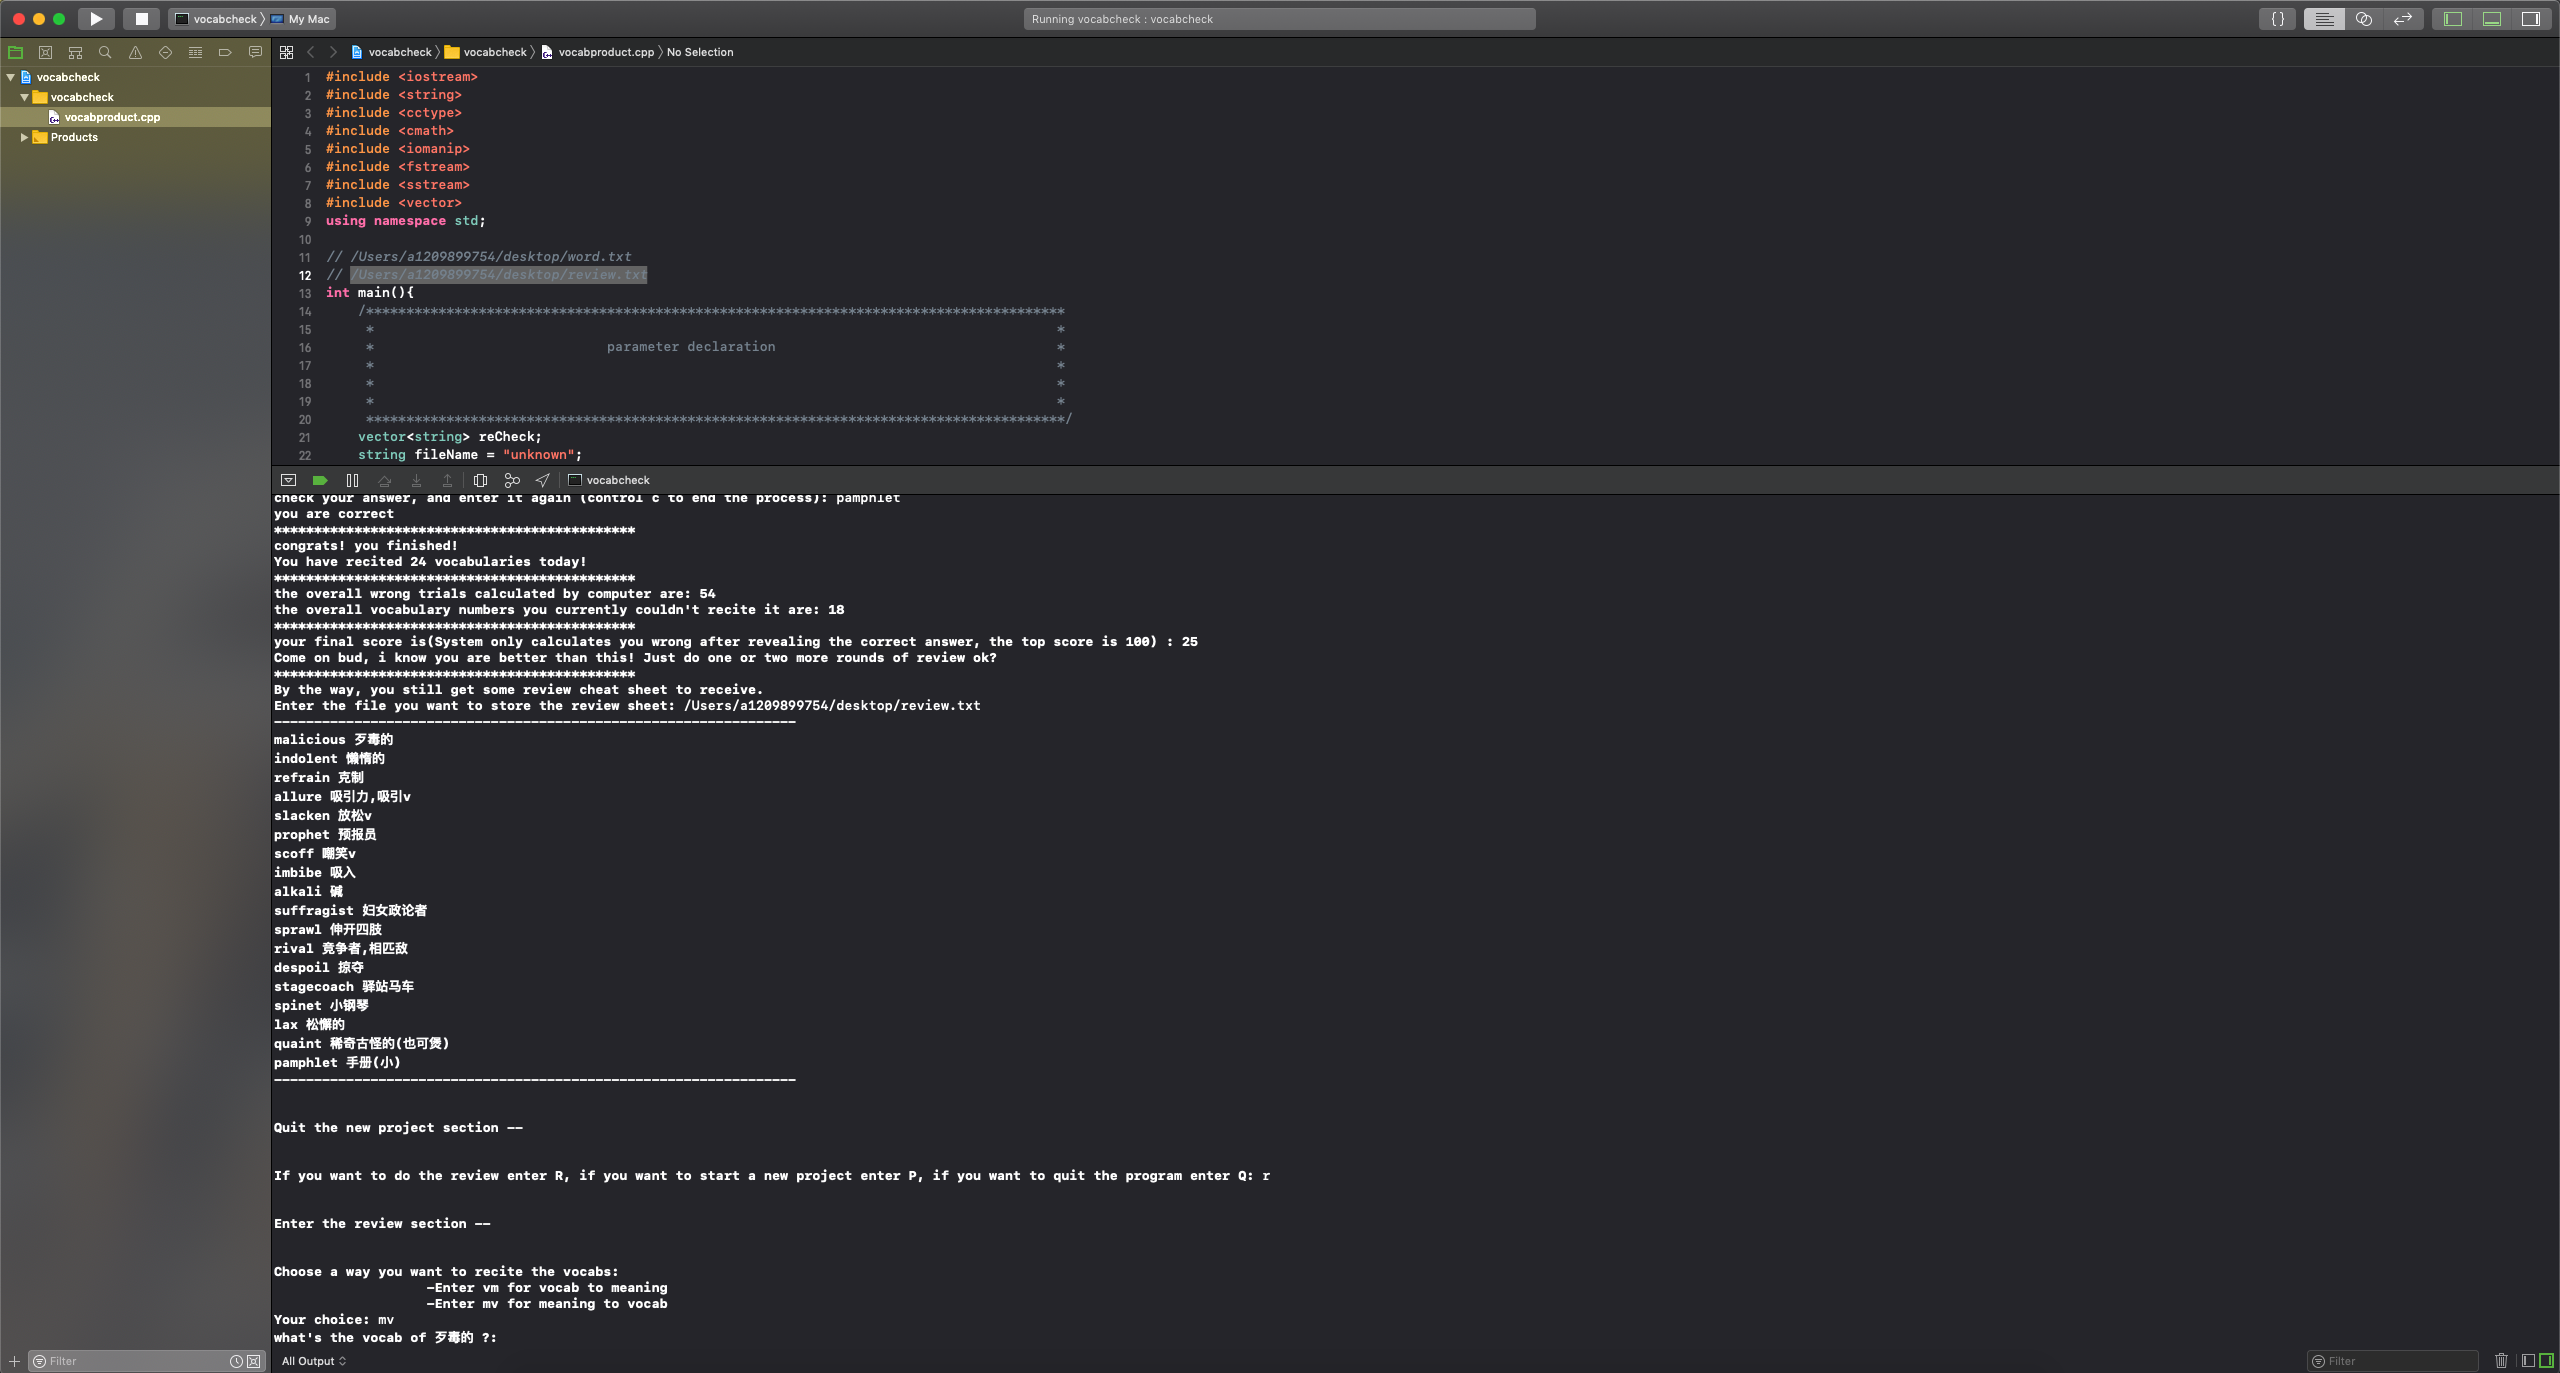 vocabcheck 〉 My Mac
Running vocabcheck : vocabcheck
{}
vocabcheck
vocabcheck
vocabproduct.cpp
Products
vocabcheck 〉 vocabcheck 〉 vocabproduct.cpp 〉 No Selection
1 #include <iostream>
2 #include <string>
3 #include <cctype>
4 #include <cmath>
5 #include <iomanip>
6 #include <fstream>
7 #include <sstream>
8 #include <vector>
9 using namespace std;
10
11 // /Users/a1209899754/desktop/word.txt
12 // /Users/a1209899754/desktop/review.txt
13 int main(){
14 /***************************************************************************************
15 * *
16 * parameter declaration *
17 * *
18 * *
19 * *
20 ***************************************************************************************/
21 vector<string> reCheck;
22 string fileName = "unknown";
vocabcheck
check your answer, and enter it again (control c to end the process): pamphlet
you are correct
*********************************************
congrats! you finished!
You have recited 24 vocabularies today!
*********************************************
the overall wrong trials calculated by computer are: 54
the overall vocabulary numbers you currently couldn't recite it are: 18
*********************************************
your final score is(System only calculates you wrong after revealing the correct answer, the top score is 100) : 25
Come on bud, i know you are better than this! Just do one or two more rounds of review ok?
*********************************************
By the way, you still get some review cheat sheet to receive.
Enter the file you want to store the review sheet: /Users/a1209899754/desktop/review.txt
-----------------------------------------------------------------
malicious 歹毒的
indolent 懒惰的
refrain 克制
allure 吸引力,吸引v
slacken 放松v
prophet 预报员
scoff 嘲笑v
imbibe 吸入
alkali 碱
suffragist 妇女政论者
sprawl 伸开四肢
rival 竞争者,相匹敌
despoil 掠夺
stagecoach 驿站马车
spinet 小钢琴
lax 松懈的
quaint 稀奇古怪的(也可煲)
pamphlet 手册(小)
-----------------------------------------------------------------
Quit the new project section --
If you want to do the review enter R, if you want to start a new project enter P, if you want to quit the program enter Q: r
Enter the review section --
Choose a way you want to recite the vocabs:
-Enter vm for vocab to meaning
-Enter mv for meaning to vocab
Your choice: mv
what's the vocab of 歹毒的 ?:
Filter
All Output
Filter